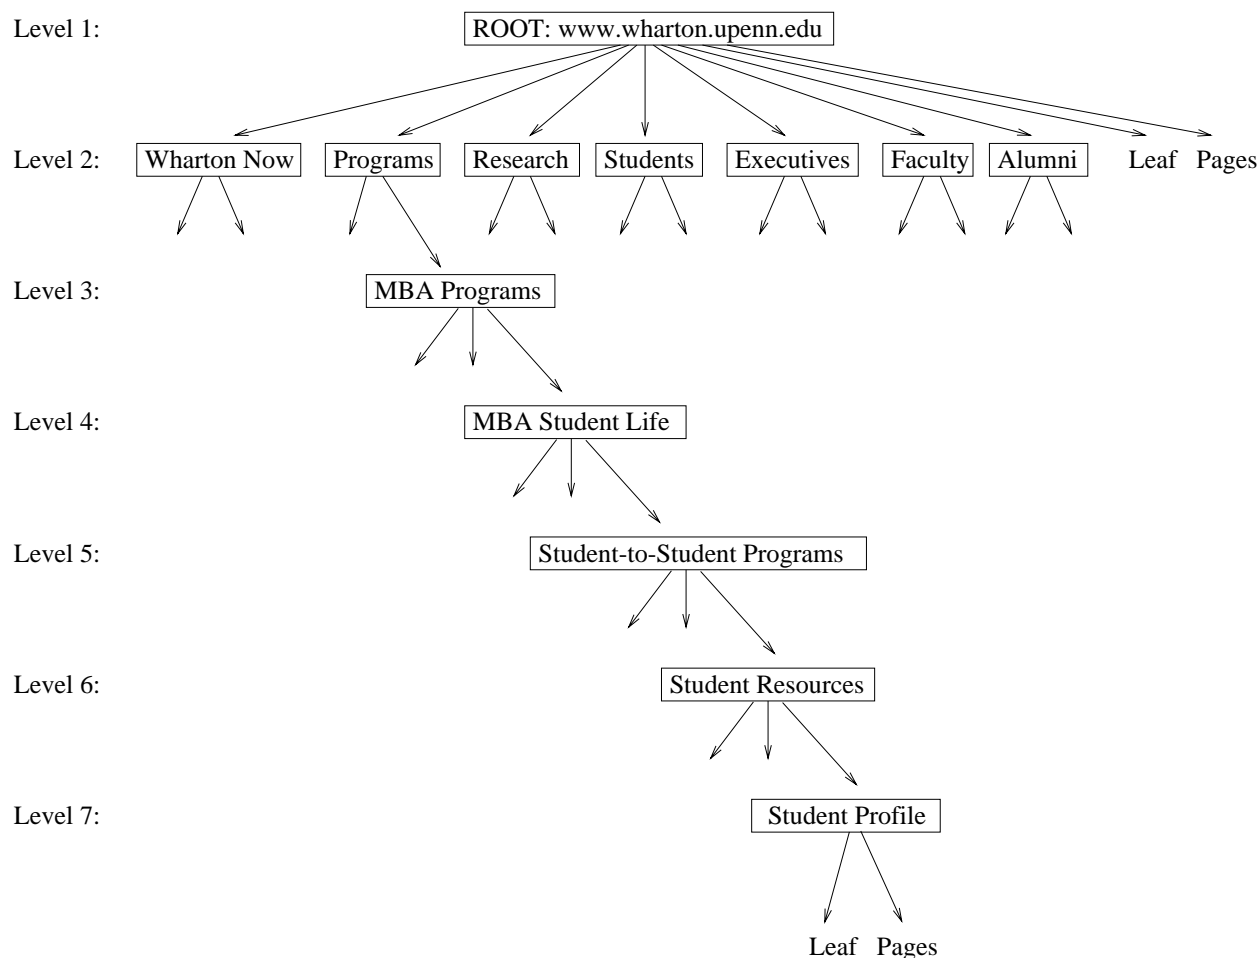 Level 1: ROOT: www.wharton.upenn.edu
Level 2: Wharton Now Programs Research Students Executives Faculty Alumni Leaf Pages
Level 3: MBA Programs
Level 4: MBA Student Life
Level 5: Student-to-Student Programs
Level 6: Student Resources
Level 7: Student Profile
Leaf Pages